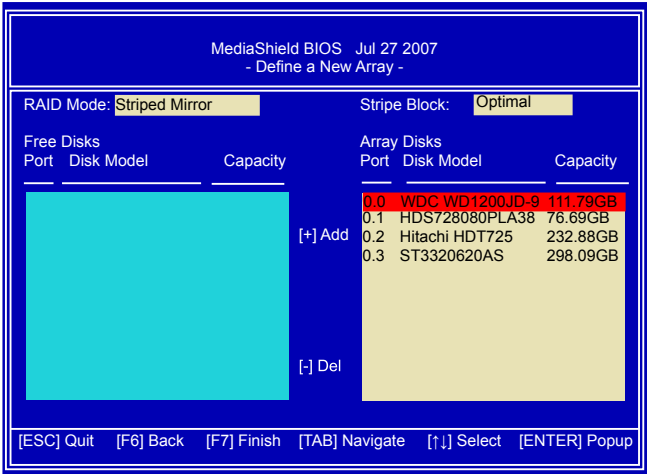 MediaShield BIOS Jul 27 2007
- Define a New Array -
RAID Mode: Striped Mirror
Stripe Block: Optimal
Free Disks
Port Disk Model Capacity
Array Disks
Port Disk Model Capacity
0.0 WDC WD1200JD-9 111.79GB
0.1 HDS728080PLA38 76.69GB
0.2 Hitachi HDT725 232.88GB
0.3 ST3320620AS 298.09GB
[+] Add
[-] Del
[ESC] Quit [F6] Back [F7] Finish [TAB] Navigate [↑↓] Select [ENTER] Popup